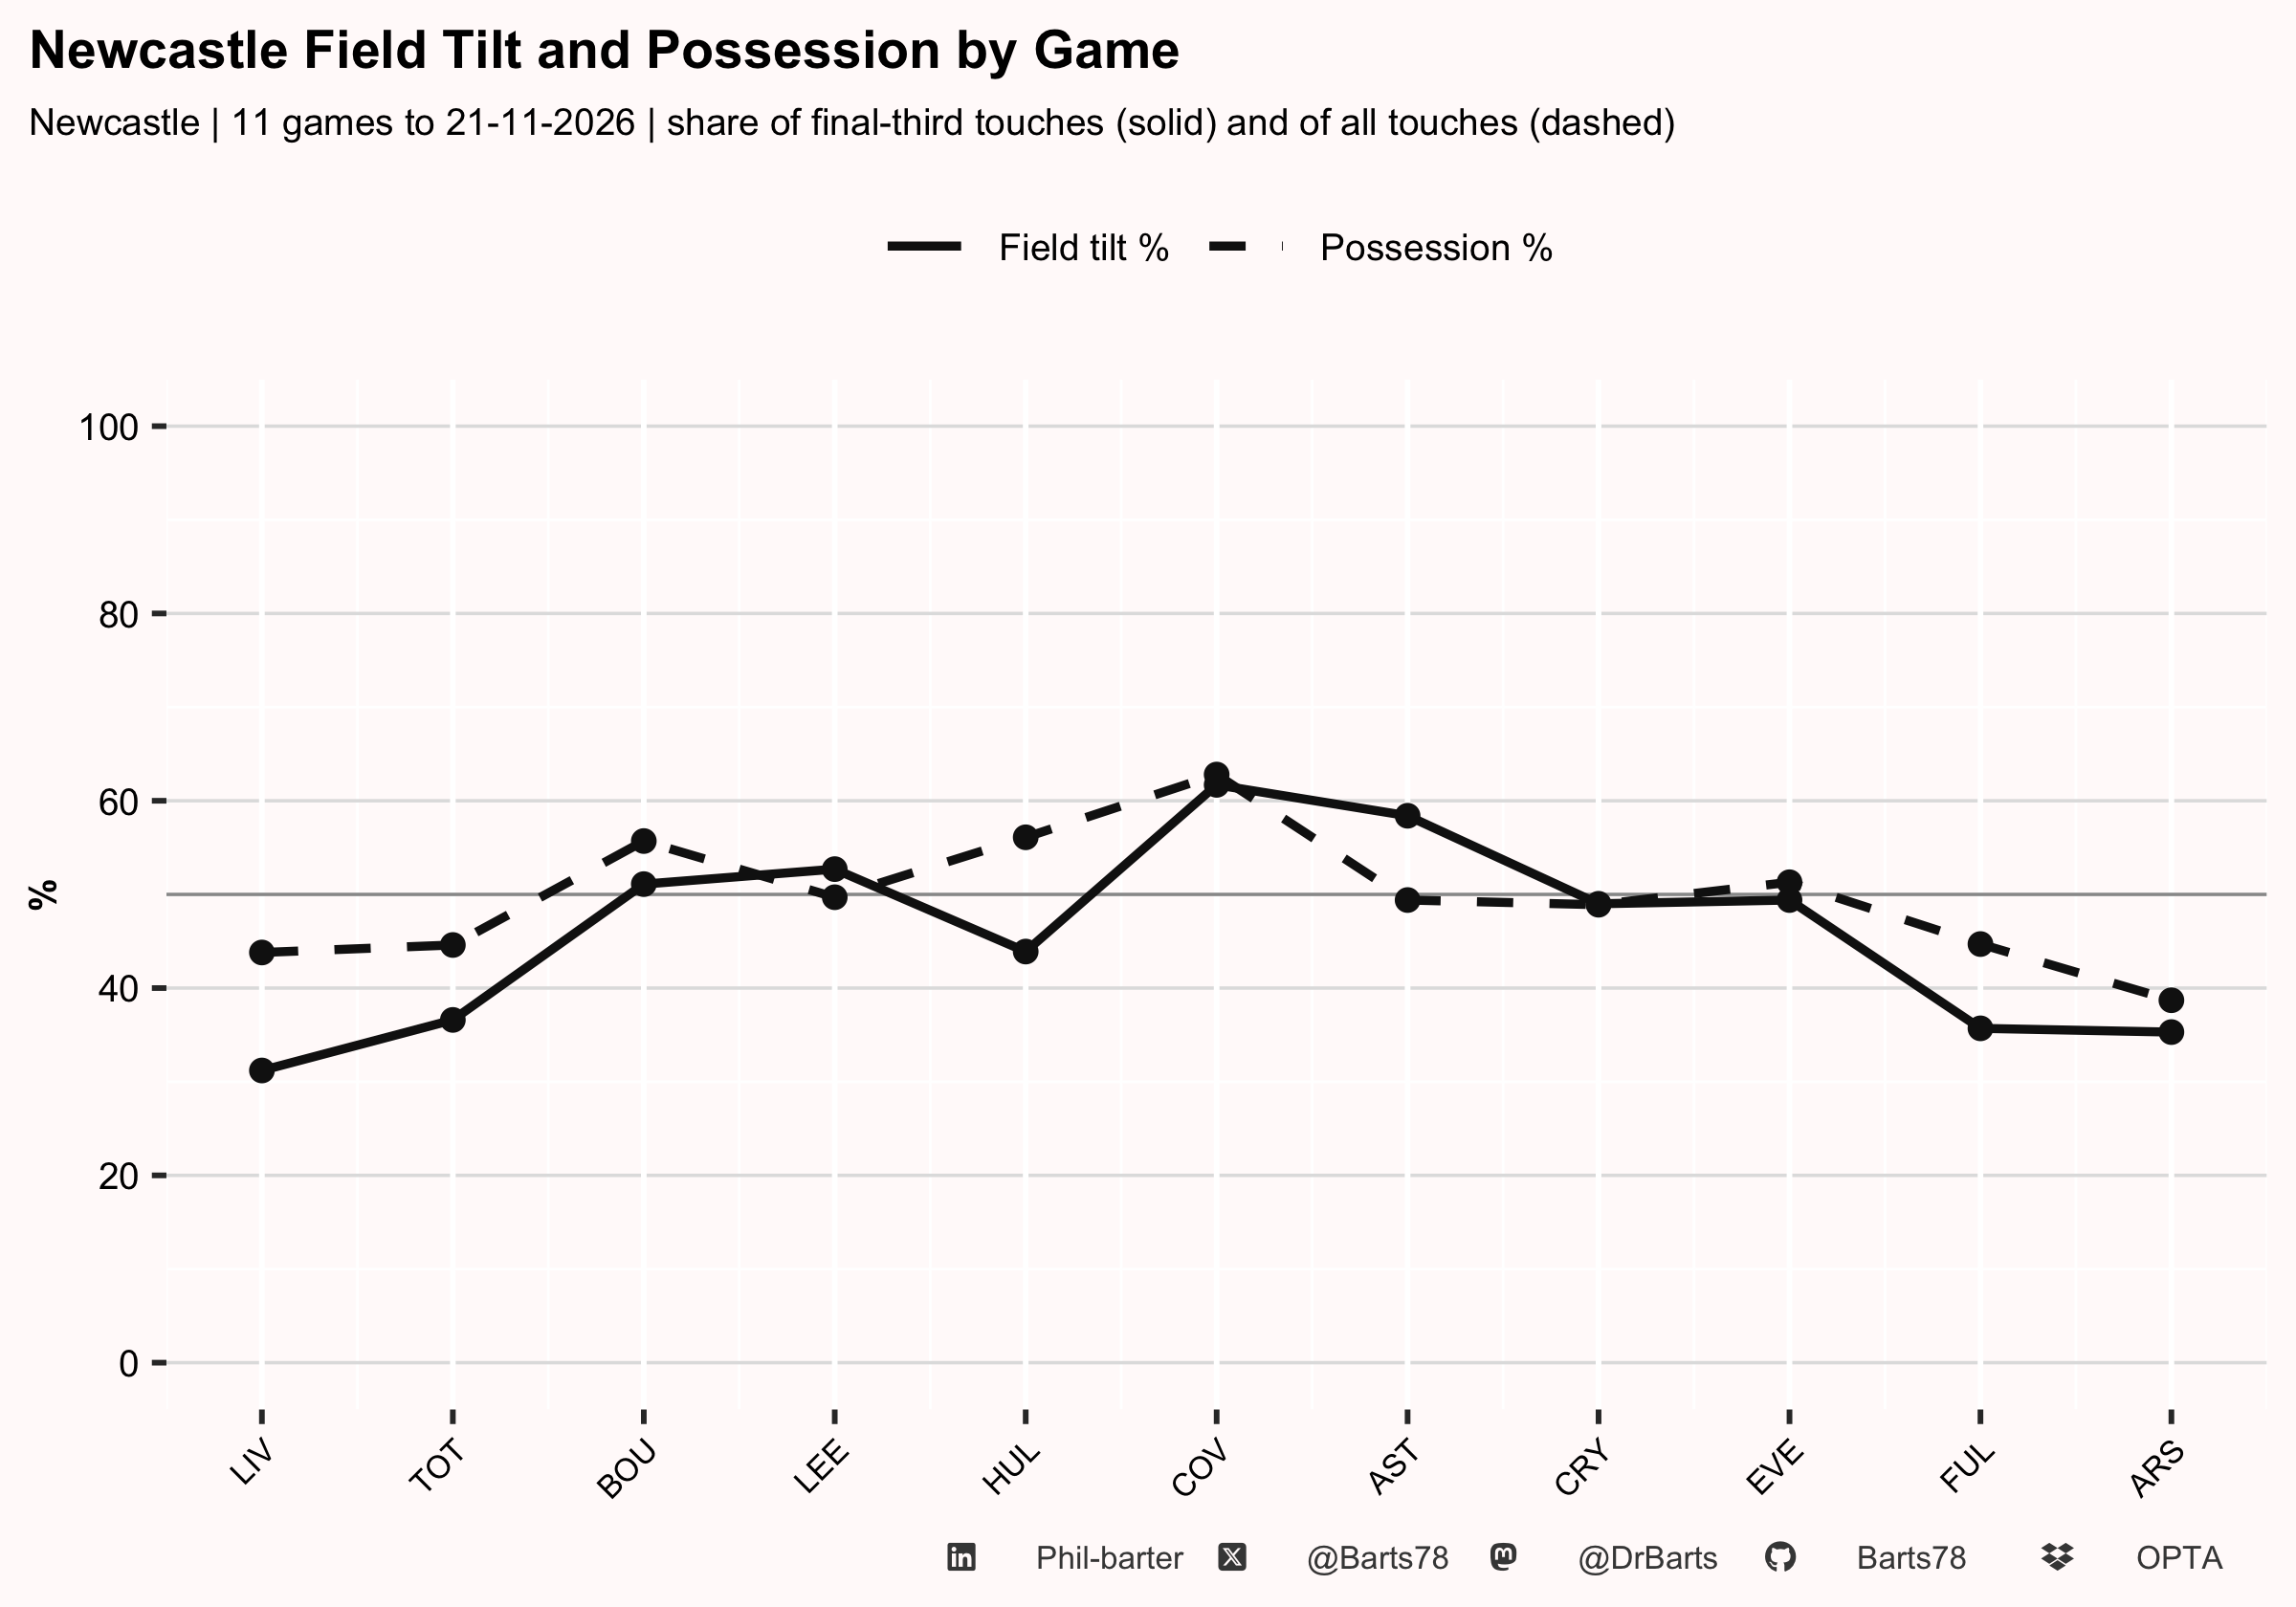 Newcastle Field Tilt and Possession by Game
Newcastle | 11 games to 21-11-2026 | share of final-third touches (solid) and of all touches (dashed)
Field tilt % Possession %
100
80
60
40
20
0
%
LIV TOT BOU LEE HUL COV AST CRY EVE FUL ARS
Phil-barter @Barts78 @DrBarts Barts78 OPTA